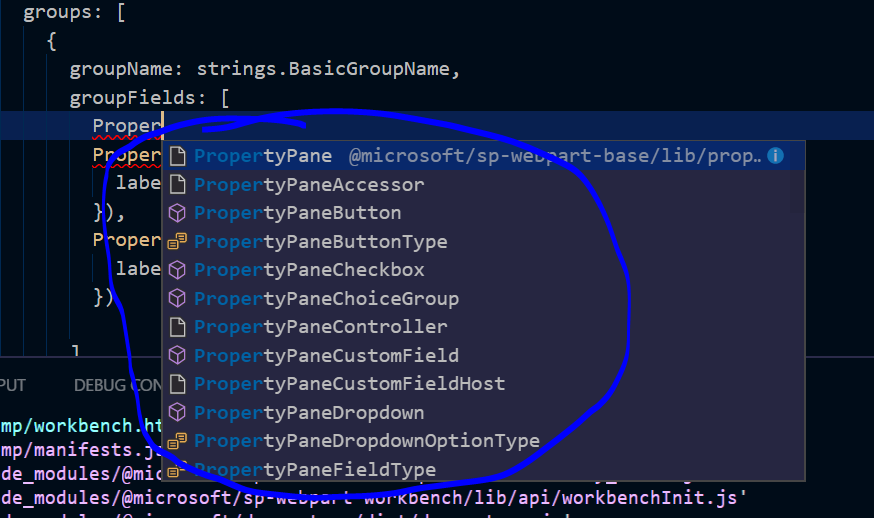 groups: [
{
groupName: strings.BasicGroupName,
groupFields: [
Proper
Proper
labe
}),
Proper
labe
})
]
PropertyPane @microsoft/sp-webpart-base/lib/prop…
PropertyPaneAccessor
PropertyPaneButton
PropertyPaneButtonType
PropertyPaneCheckbox
PropertyPaneChoiceGroup
PropertyPaneController
PropertyPaneCustomField
PropertyPaneCustomFieldHost
PropertyPaneDropdown
PropertyPaneDropdownOptionType
PropertyPaneFieldType
PUT DEBUG CON
mp/workbench.ht
mp/manifests.js
de_modules/@mic
de_modules/@microsoft/sp-webpart-workbench/lib/api/workbenchInit.js'